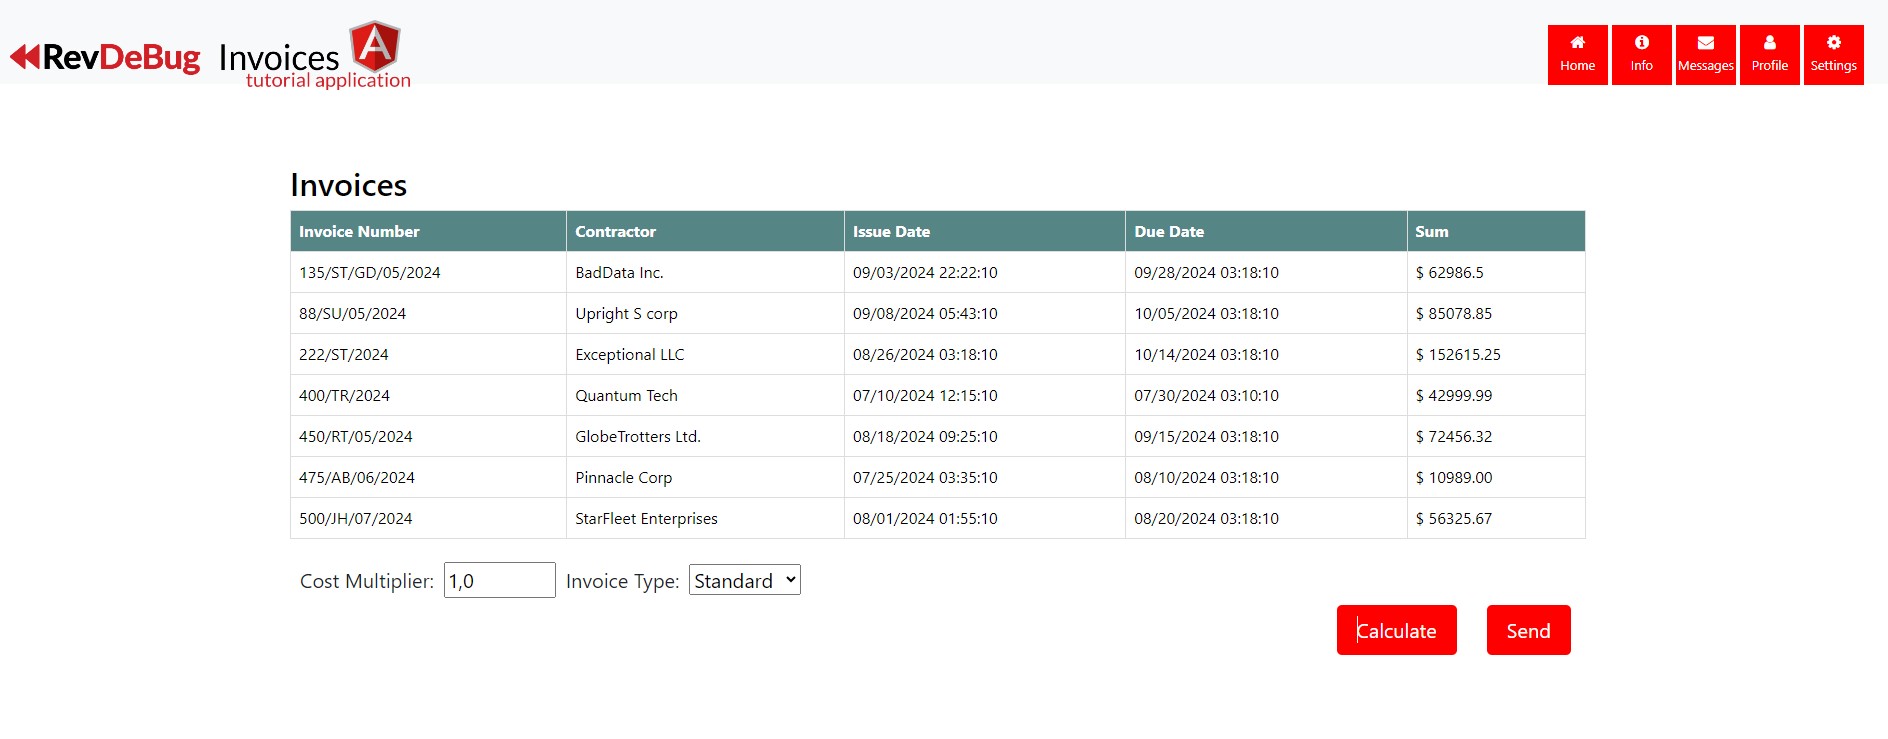 RevDeBug Invoices A
tutorial application
Home Info Messages Profile Settings
Invoices
Invoice Number Contractor Issue Date Due Date Sum
135/ST/GD/05/2024 BadData Inc. 09/03/2024 22:22:10 09/28/2024 03:18:10 $ 62986.5
88/SU/05/2024 Upright S corp 09/08/2024 05:43:10 10/05/2024 03:18:10 $ 85078.85
222/ST/2024 Exceptional LLC 08/26/2024 03:18:10 10/14/2024 03:18:10 $ 152615.25
400/TR/2024 Quantum Tech 07/10/2024 12:15:10 07/30/2024 03:10:10 $ 42999.99
450/RT/05/2024 GlobeTrotters Ltd. 08/18/2024 09:25:10 09/15/2024 03:18:10 $ 72456.32
475/AB/06/2024 Pinnacle Corp 07/25/2024 03:35:10 08/10/2024 03:18:10 $ 10989.00
500/JH/07/2024 StarFleet Enterprises 08/01/2024 01:55:10 08/20/2024 03:18:10 $ 56325.67
Cost Multiplier: 1,0 Invoice Type: Standard
Calculate Send